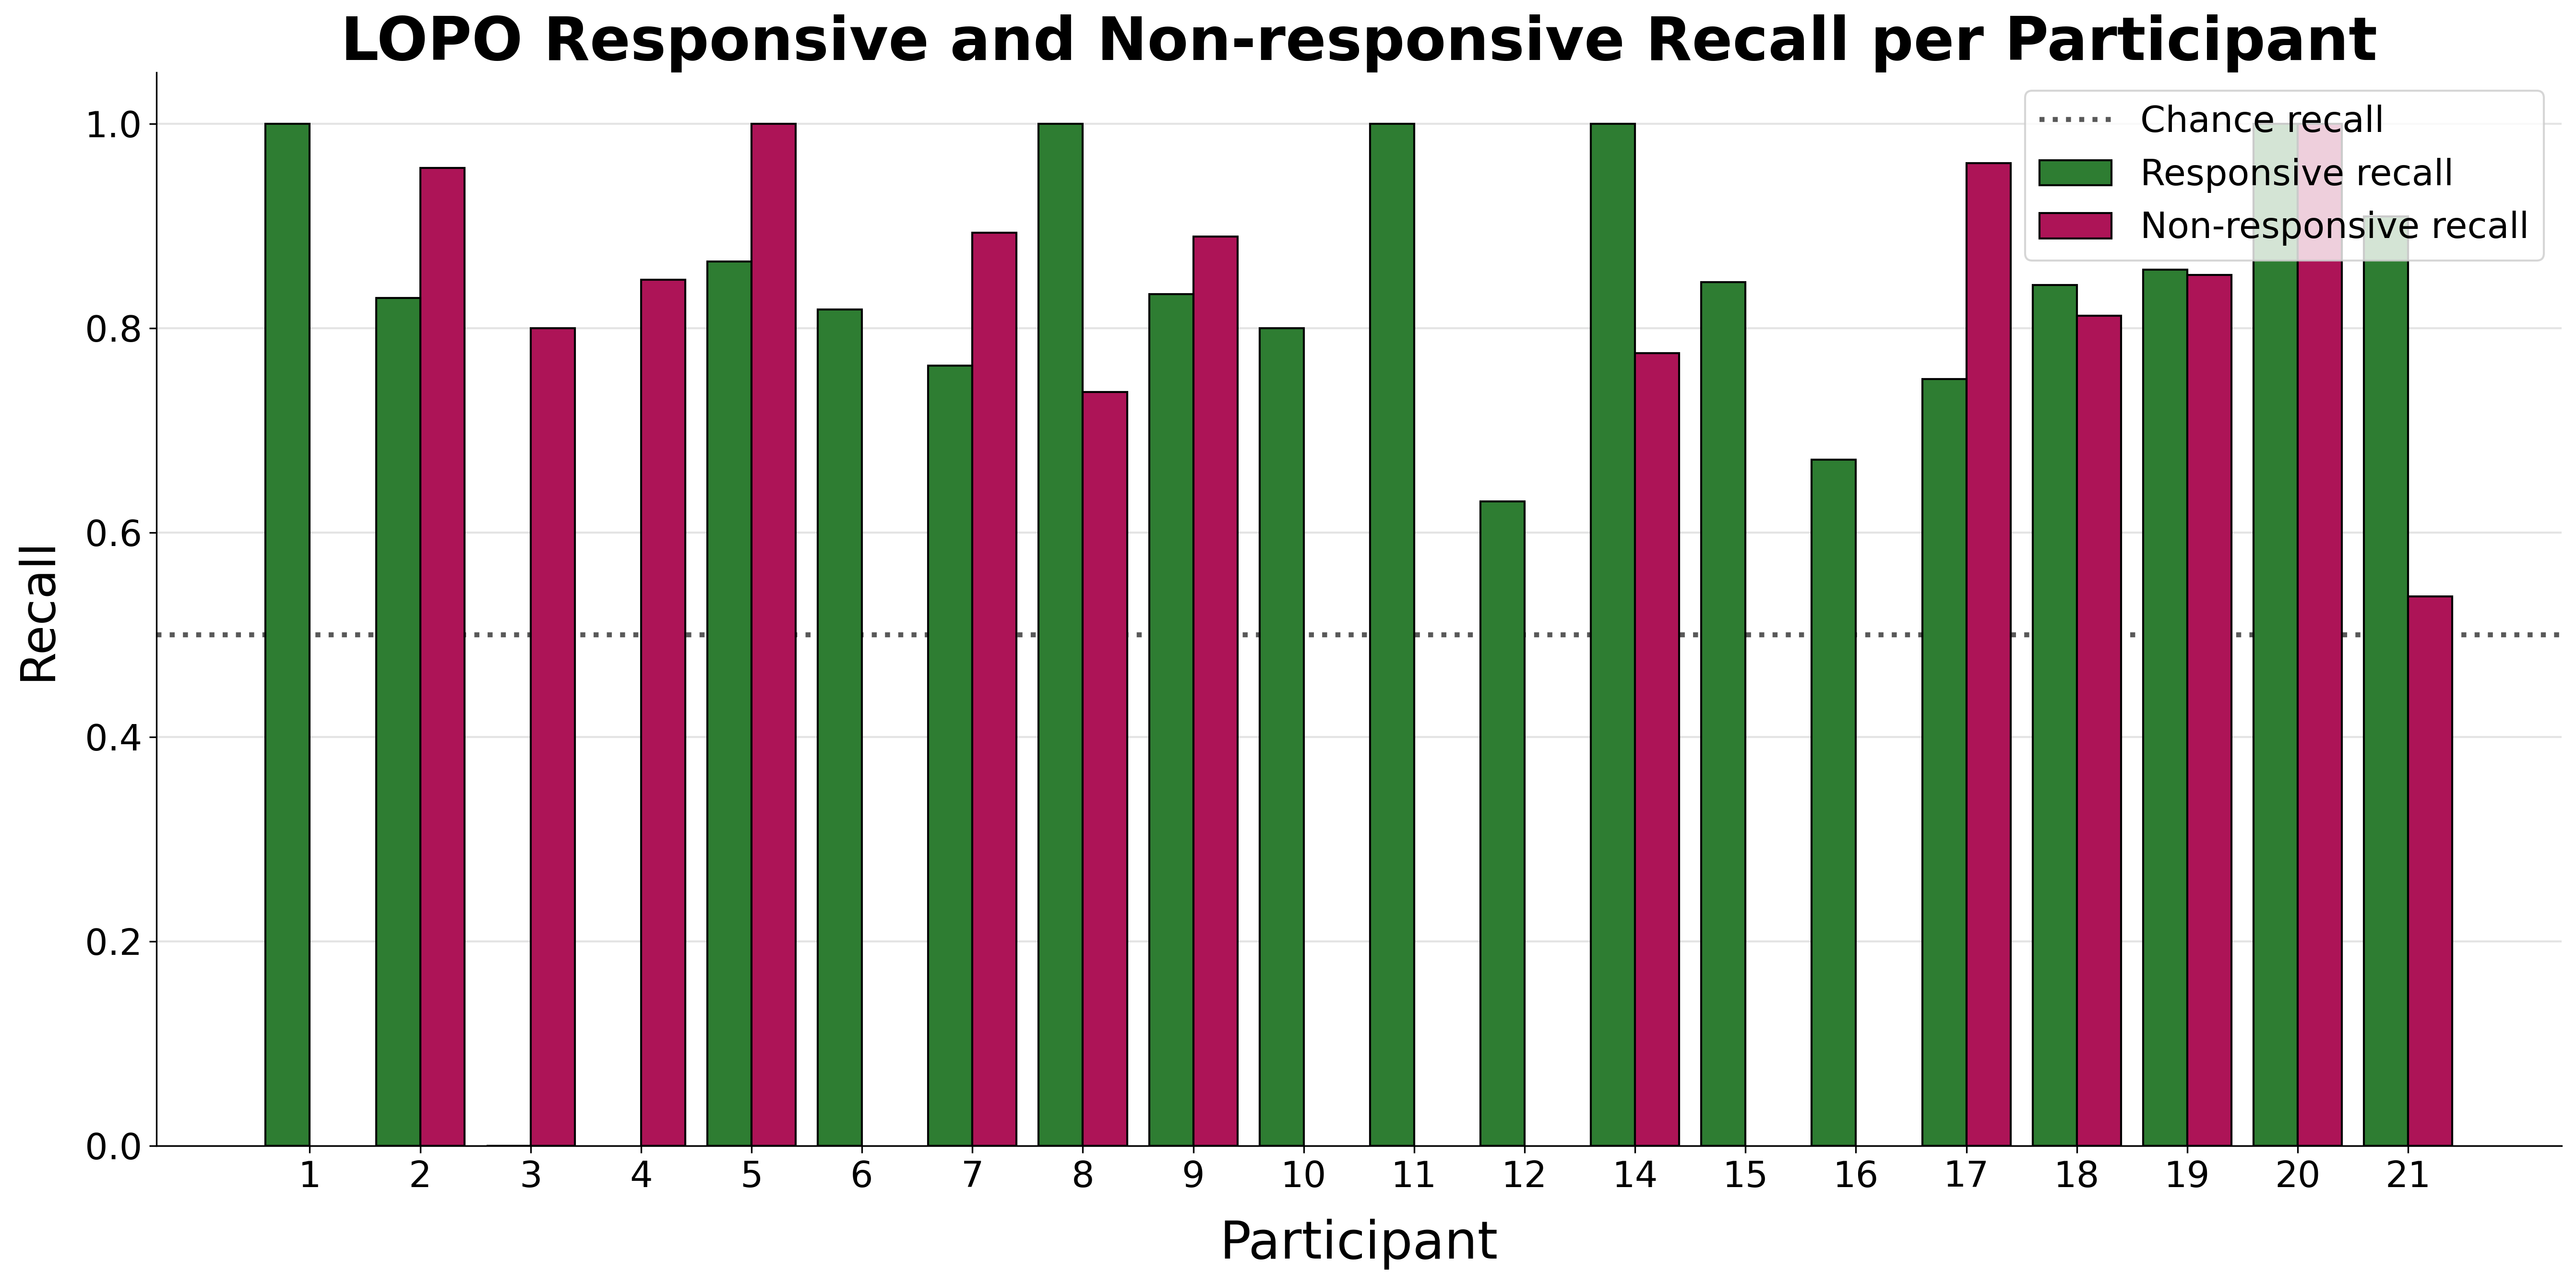 LOPO Responsive and Non-responsive Recall per Participant
Chance recall
Responsive recall
Non-responsive recall
Recall
1.0
0.8
0.6
0.4
0.2
0.0
1 2 3 4 5 6 7 8 9 10 11 12 14 15 16 17 18 19 20 21
Participant